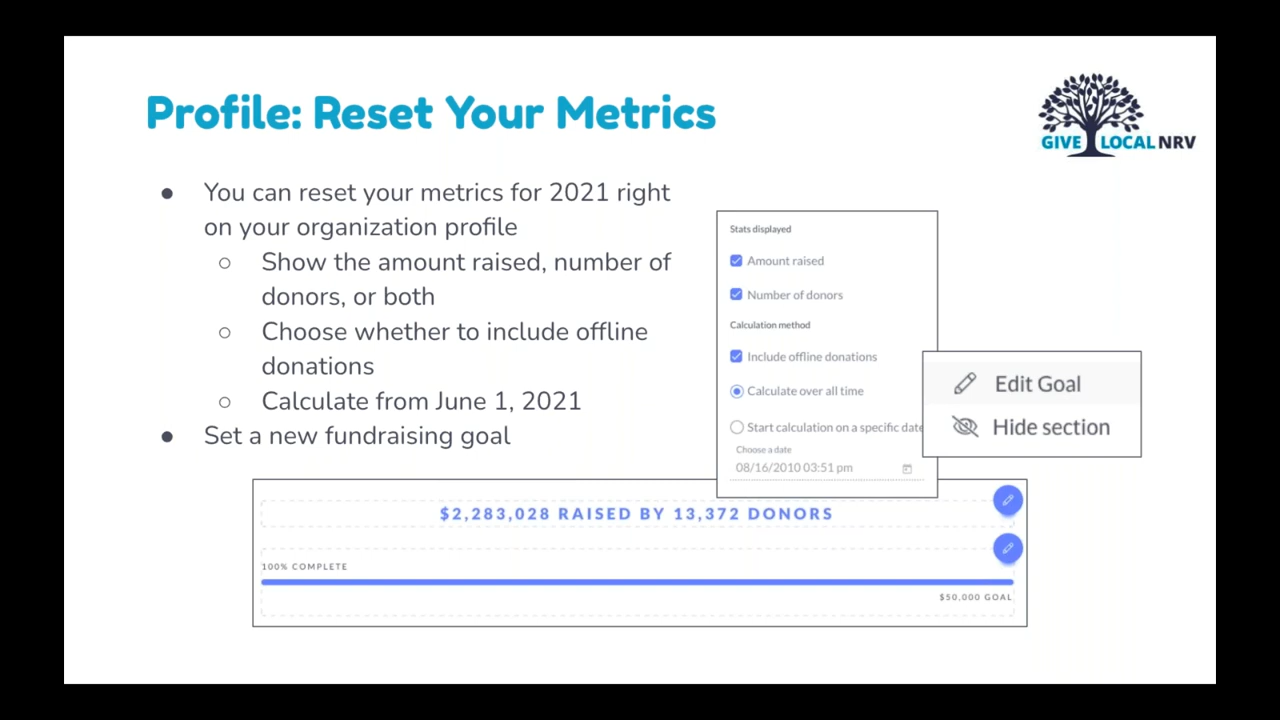 Profile: Reset Your Metrics
GIVE LOCAL NRV
● You can reset your metrics for 2021 right
on your organization profile
○ Show the amount raised, number of
donors, or both
○ Choose whether to include offline
donations
○ Calculate from June 1, 2021
● Set a new fundraising goal
Stats displayed
Amount raised
Number of donors
Calculation method
Include offline donations
Calculate over all time
Start calculation on a specific date
Choose a date
08/16/2010 03:51 pm
Edit Goal
Hide section
$2,283,028 RAISED BY 13,372 DONORS
100% COMPLETE
$50,000 GOAL